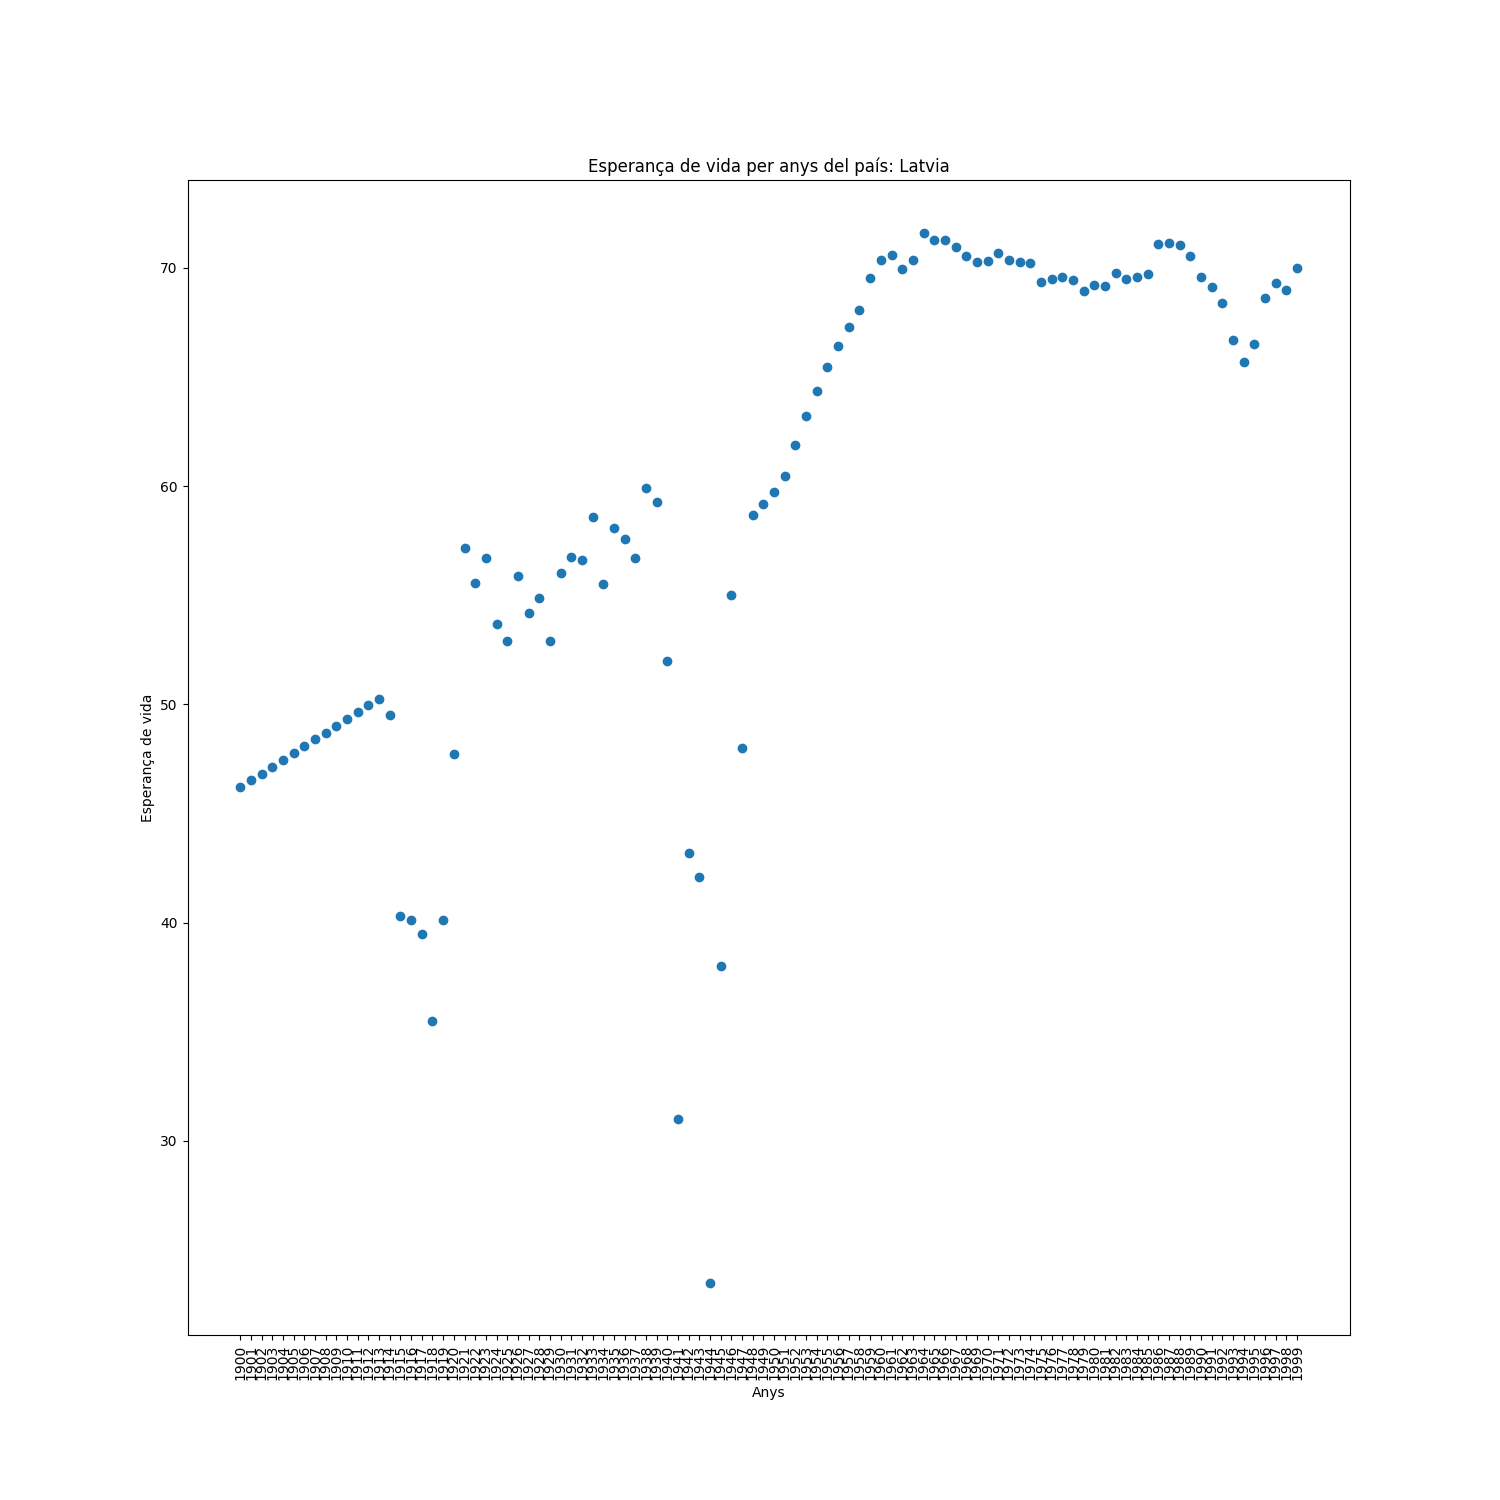 Esperança de vida per anys del país: Latvia
Esperança de vida
70
60
50
40
30
1900 1901 1902 1903 1904 1905 1906 1907 1908 1909 1910 1911 1912 1913 1914 1915 1916 1917 1918 1919 1920 1921 1922 1923 1924 1925 1926 1927 1928 1929 1930 1931 1932 1933 1934 1935 1936 1937 1938 1939 1940 1941 1942 1943 1944 1945 1946 1947 1948 1949 1950 1951 1952 1953 1954 1955 1956 1957 1958 1959 1960 1961 1962 1963 1964 1965 1966 1967 1968 1969 1970 1971 1972 1973 1974 1975 1976 1977 1978 1979 1980 1981 1982 1983 1984 1985 1986 1987 1988 1989 1990 1991 1992 1993 1994 1995 1996 1997 1998 1999
Anys